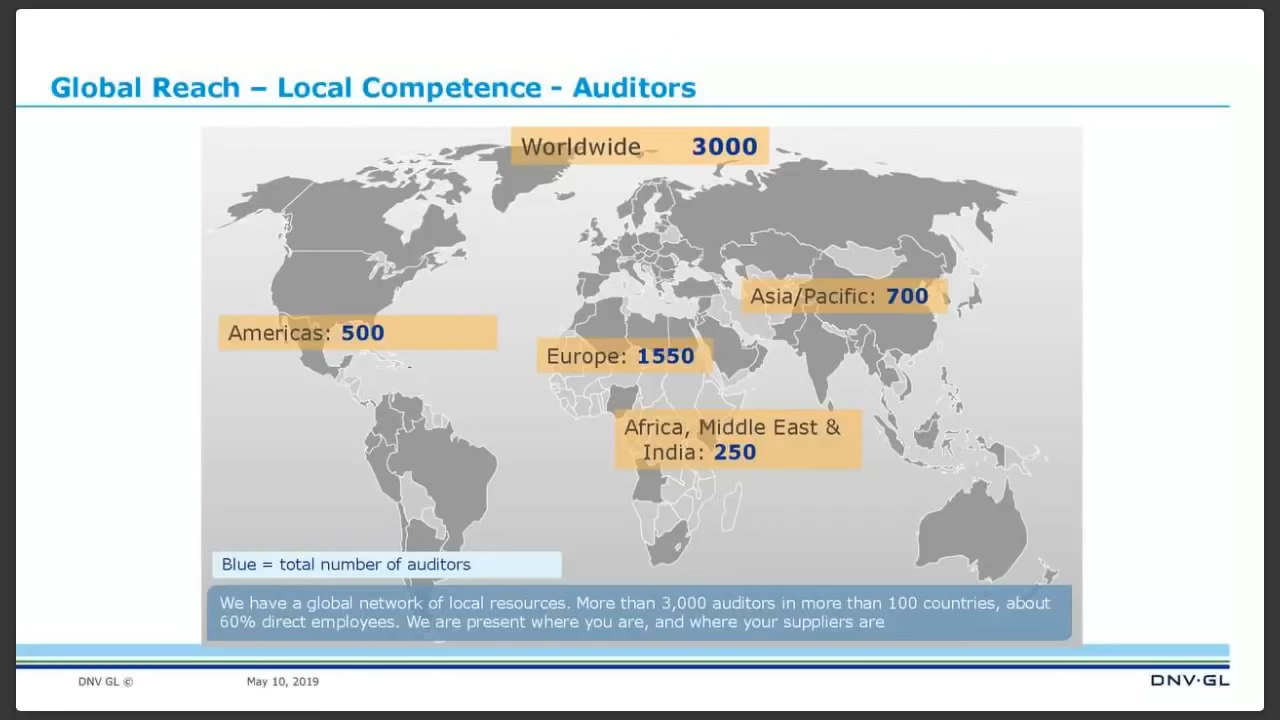 Global Reach – Local Competence - Auditors
Worldwide 3000
Asia/Pacific: 700
Americas: 500
Europe: 1550
Africa, Middle East &
India: 250
Blue = total number of auditors
We have a global network of local resources. More than 3,000 auditors in more than 100 countries, about
60% direct employees. We are present where you are, and where your suppliers are
DNV GL ©
May 10, 2019
DNV·GL